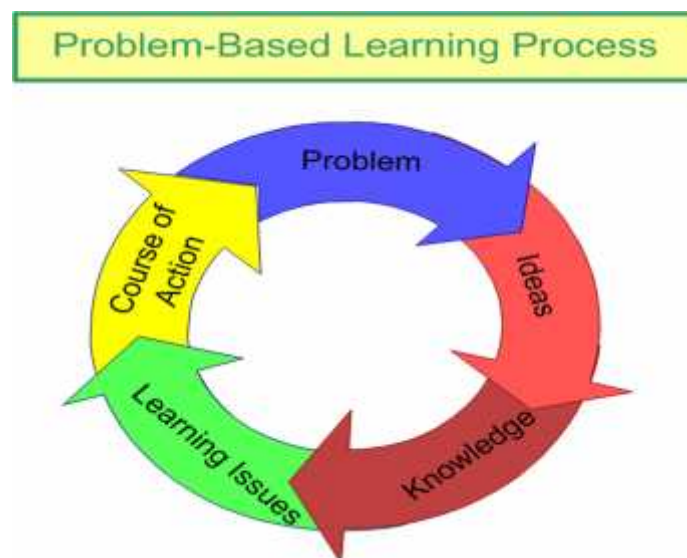 Problem-Based Learning Process
Problem
Ideas
Knowledge
Learning Issues
Course of
Action